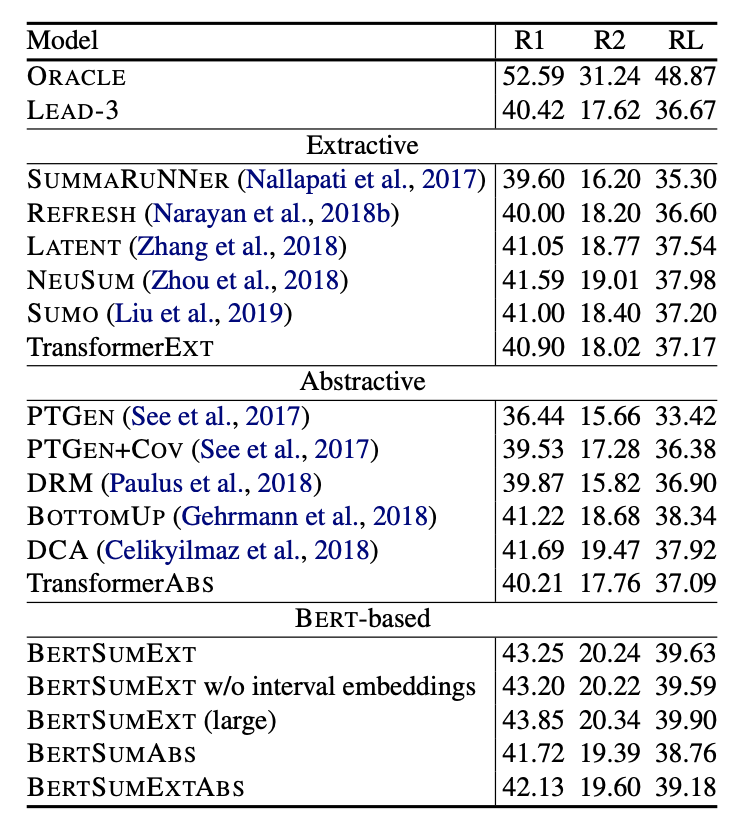 Model R1 R2 RL
ORACLE 52.59 31.24 48.87
LEAD-3 40.42 17.62 36.67
Extractive
SUMMARUNNER (Nallapati et al., 2017) 39.60 16.20 35.30
REFRESH (Narayan et al., 2018b) 40.00 18.20 36.60
LATENT (Zhang et al., 2018) 41.05 18.77 37.54
NEUSUM (Zhou et al., 2018) 41.59 19.01 37.98
SUMO (Liu et al., 2019) 41.00 18.40 37.20
TransformerEXT 40.90 18.02 37.17
Abstractive
PTGEN (See et al., 2017) 36.44 15.66 33.42
PTGEN+COV (See et al., 2017) 39.53 17.28 36.38
DRM (Paulus et al., 2018) 39.87 15.82 36.90
BOTTOMUP (Gehrmann et al., 2018) 41.22 18.68 38.34
DCA (Celikyilmaz et al., 2018) 41.69 19.47 37.92
TransformerABS 40.21 17.76 37.09
BERT-based
BERTSUMEXT 43.25 20.24 39.63
BERTSUMEXT w/o interval embeddings 43.20 20.22 39.59
BERTSUMEXT (large) 43.85 20.34 39.90
BERTSUMABS 41.72 19.39 38.76
BERTSUMEXTABS 42.13 19.60 39.18